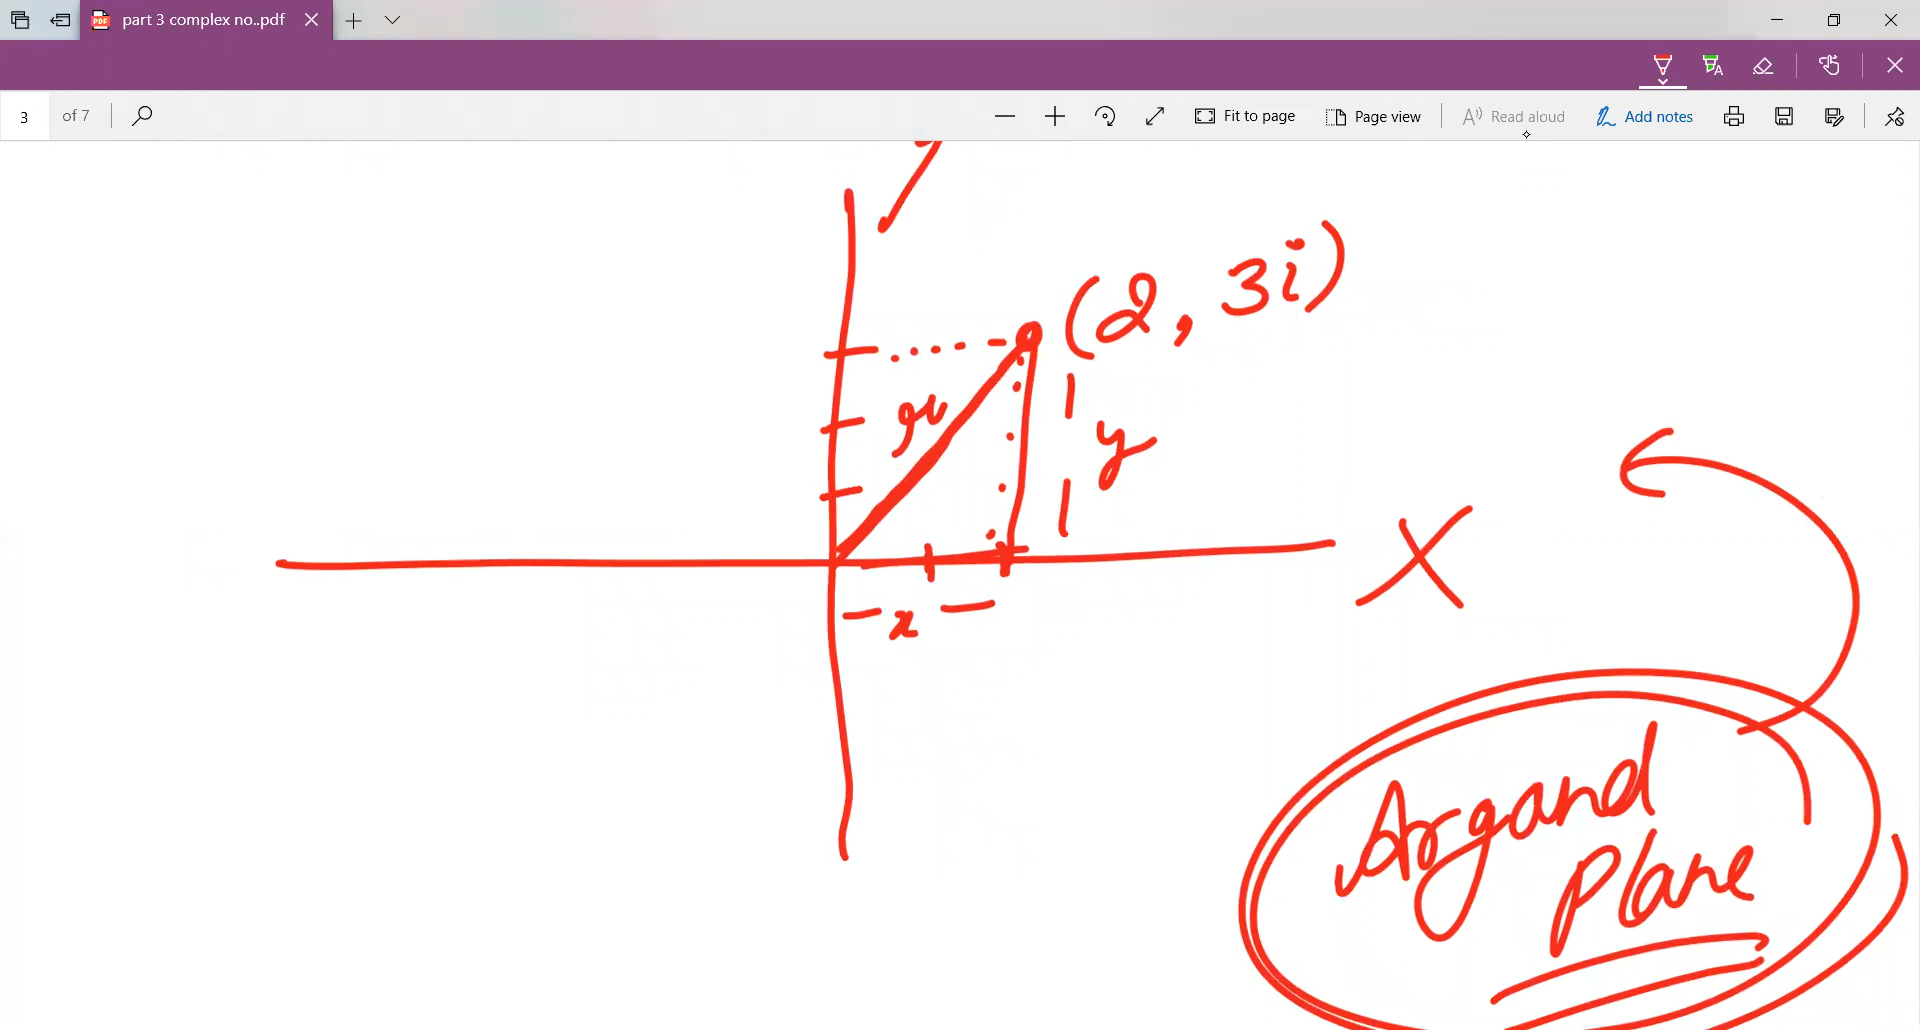 part 3 complex no..pdf
3 of 7
Fit to page
Page view
Read aloud
Add notes
(2, 3i)
r
y
X
x
Argand
Plane